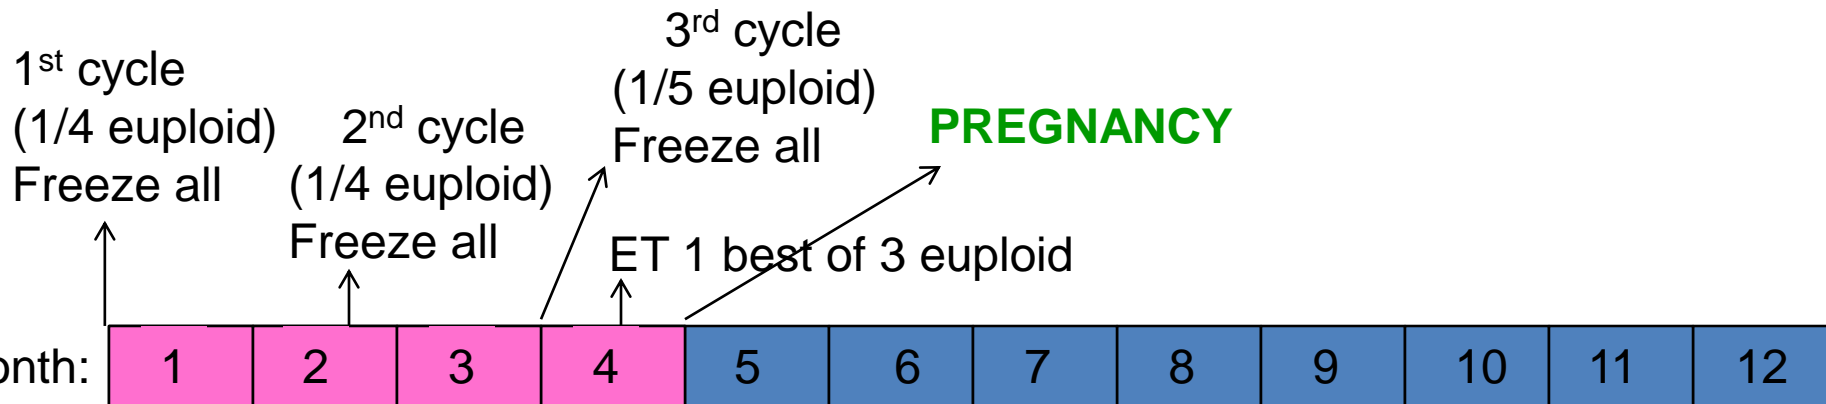 1st cycle
(1/4 euploid)
Freeze all
2nd cycle
(1/4 euploid)
Freeze all
3rd cycle
(1/5 euploid)
Freeze all
PREGNANCY
ET 1 best of 3 euploid
onth: 1 2 3 4 5 6 7 8 9 10 11 12